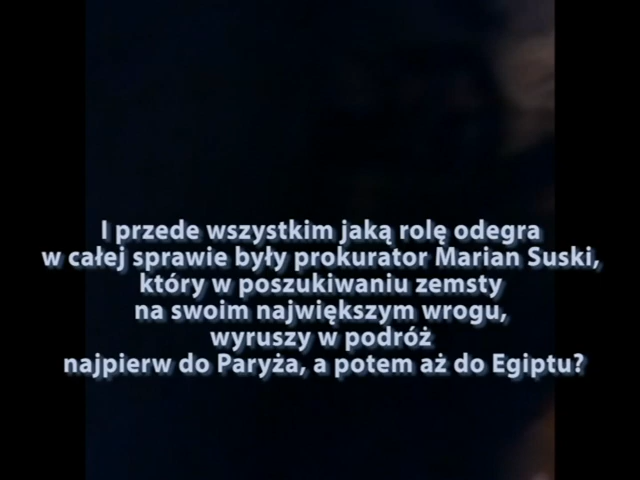 I przede wszystkim jaką rolę odegra
w całej sprawie były prokurator Marian Suski,
który w poszukiwaniu zemsty
na swoim największym wrogu,
wyruszy w podróż
najpierw do Paryża, a potem aż do Egiptu?